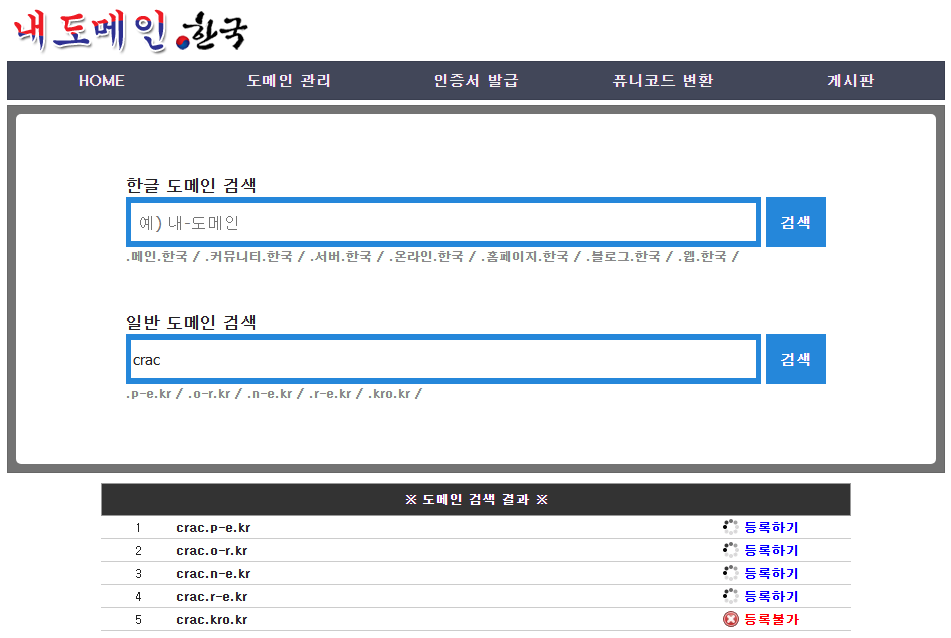 내도메인.한국
HOME 도메인 관리 인증서 발급 퓨니코드 변환 게시판
한글 도메인 검색
예) 내-도메인 검색
.메인.한국 / .커뮤니티.한국 / .서버.한국 / .온라인.한국 / .홈페이지.한국 / .블로그.한국 / .웹.한국 /
일반 도메인 검색
crac 검색
.p-e.kr / .o-r.kr / .n-e.kr / .r-e.kr / .kro.kr /
※ 도메인 검색 결과 ※
1 crac.p-e.kr 등록하기
2 crac.o-r.kr 등록하기
3 crac.n-e.kr 등록하기
4 crac.r-e.kr 등록하기
5 crac.kro.kr 등록불가